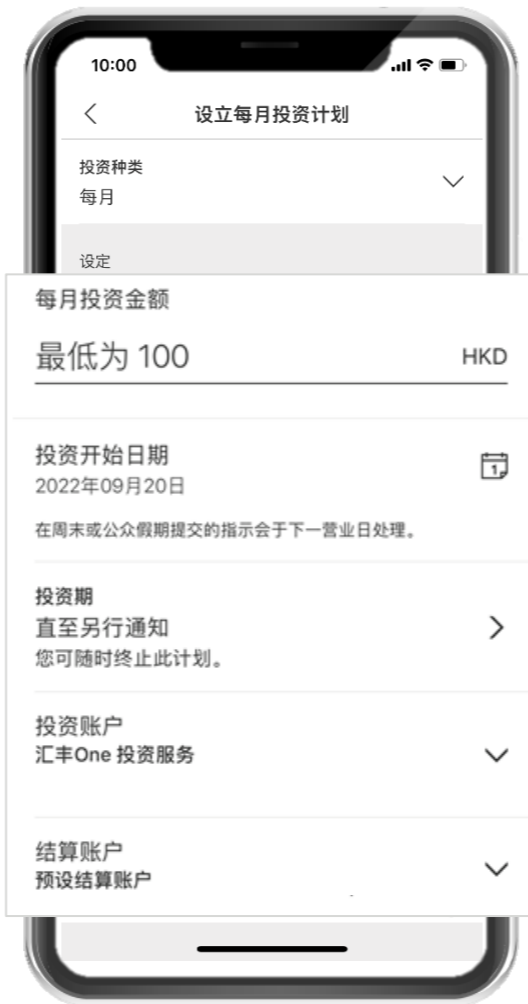 10:00
设立每月投资计划
投资种类
每月
设定
每月投资金额
最低为 100 HKD
投资开始日期
1
2022年09月20日
在周末或公众假期提交的指示会于下一营业日处理。
投资期
直至另行通知
您可随时终止此计划。
投资账户
汇丰One 投资服务
结算账户
预设结算账户